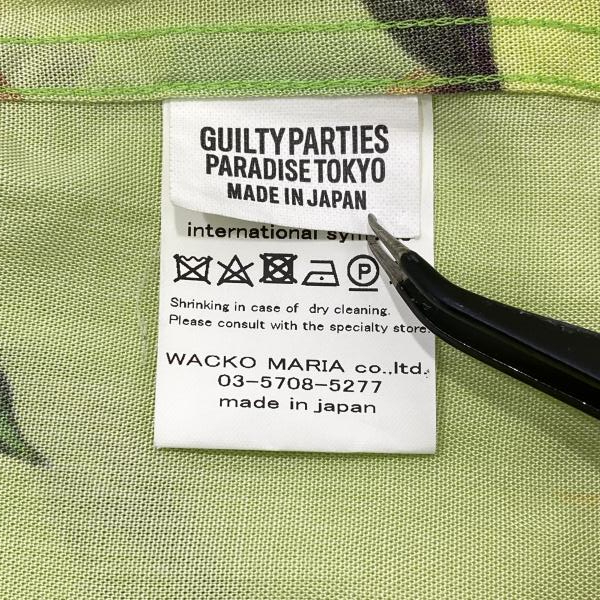 GUILTY PARTIES
PARADISE TOKYO
MADE IN JAPAN
international
P
Shrinking in case of dry cleaning.
Please consult with the specialty store.
WACKO MARIA co.,ltd.
03-5708-5277
made in japan